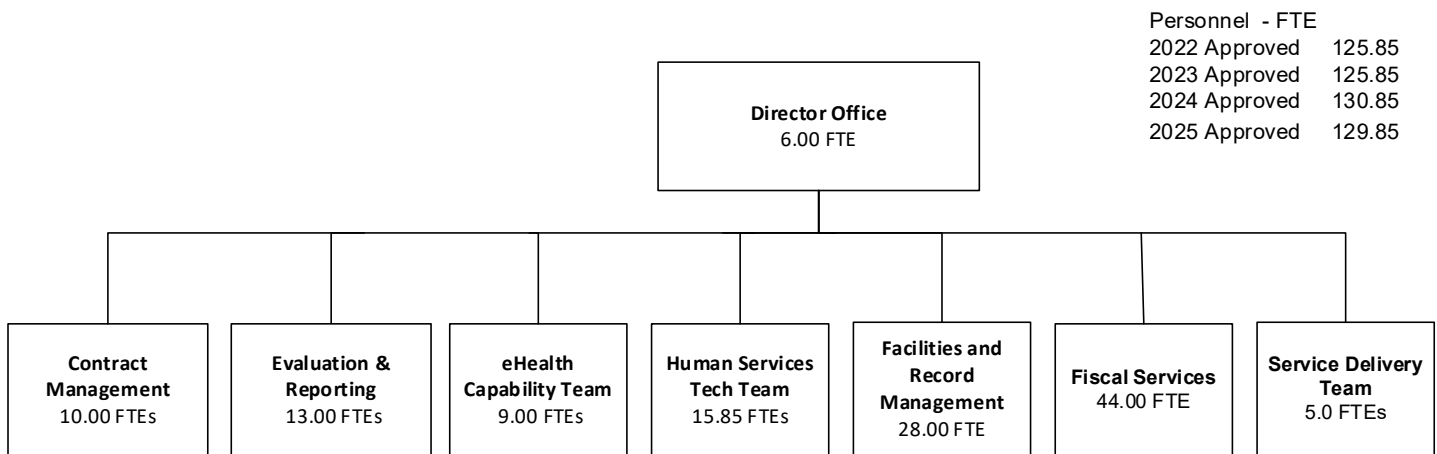 Personnel - FTE
2022 Approved 125.85
2023 Approved 125.85
2024 Approved 130.85
2025 Approved 129.85
Director Office
6.00 FTE
Contract
Management
10.00 FTEs
Evaluation &
Reporting
13.00 FTEs
eHealth
Capability Team
9.00 FTEs
Human Services
Tech Team
15.85 FTEs
Facilities and
Record
Management
28.00 FTE
Fiscal Services
44.00 FTE
Service Delivery
Team
5.0 FTEs